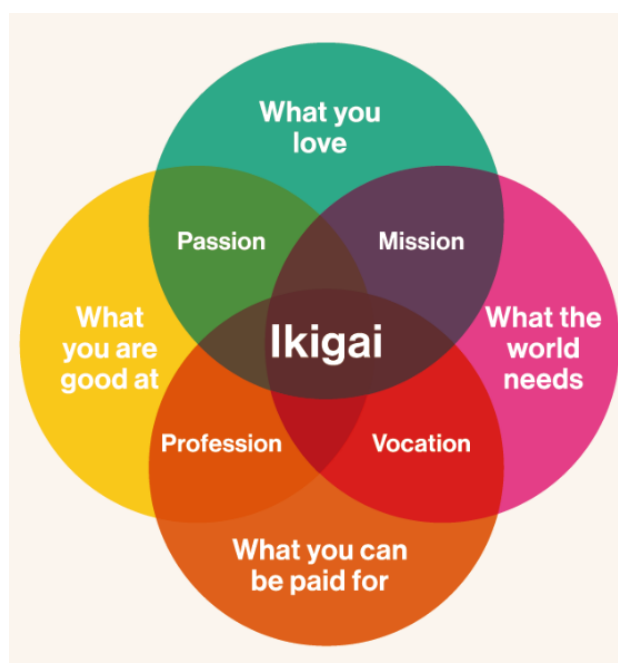 What you
love
Passion
Mission
What
you are
good at
Ikigai
What the
world
needs
Profession
Vocation
What you can
be paid for